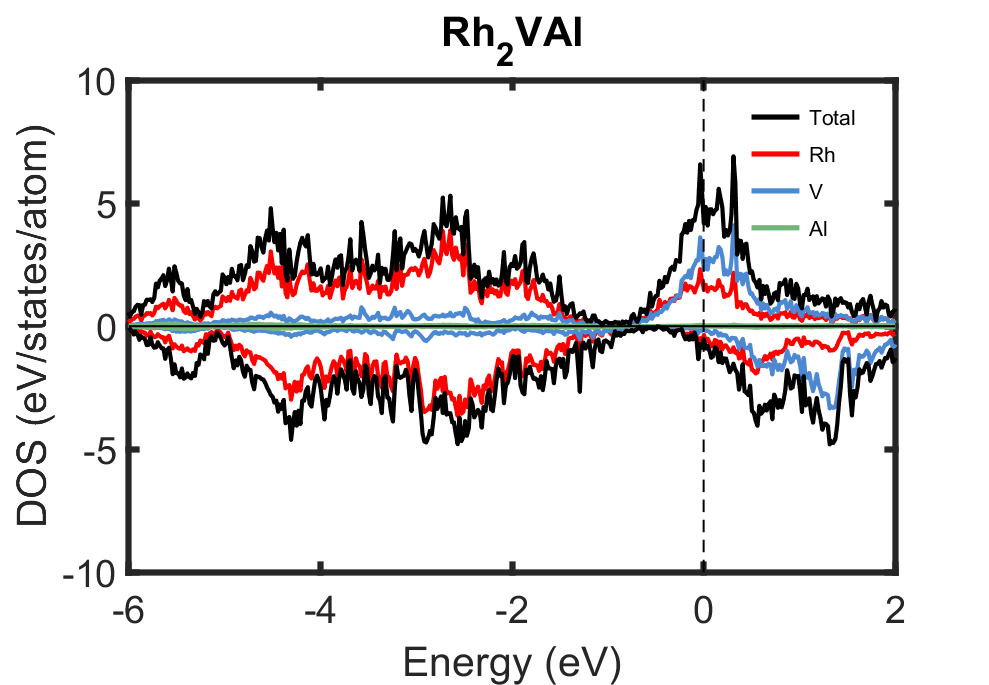 Rh₂VAl
10
5
0
-5
-10
-6
-4
-2
0
2
DOS (eV/states/atom)
Energy (eV)
Total
Rh
V
Al